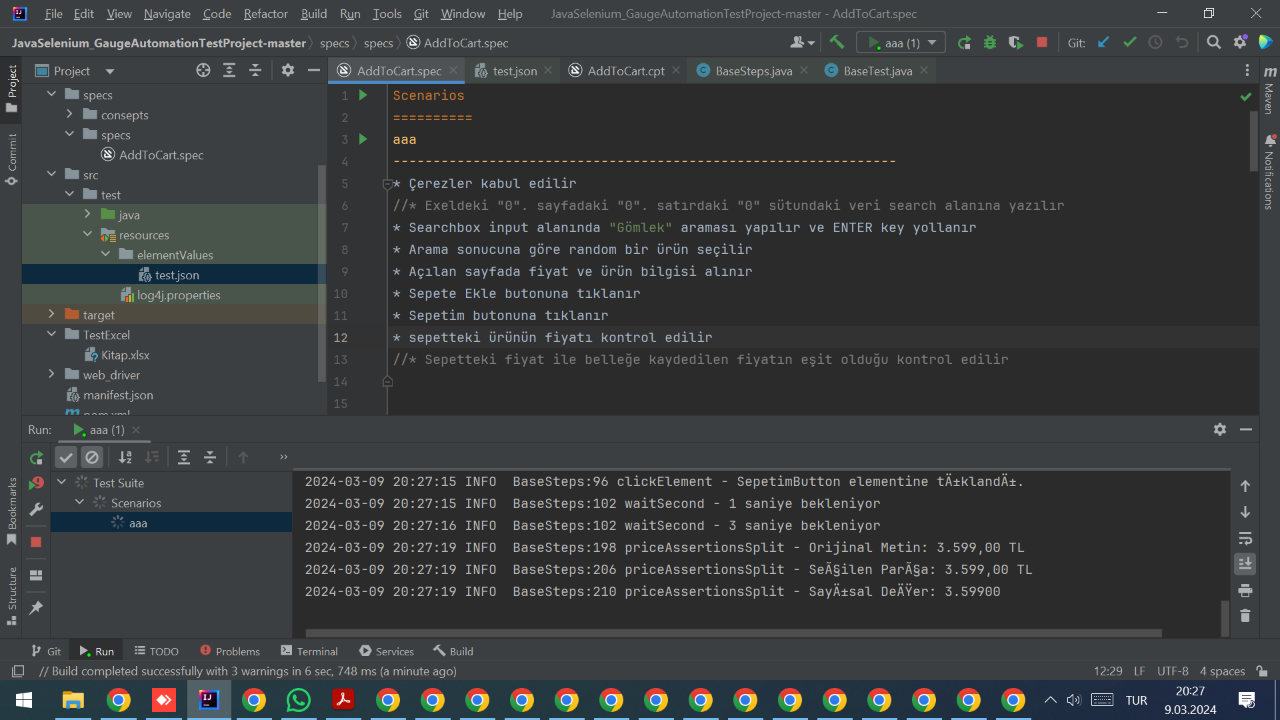 File Edit View Navigate Code Refactor Build Run Tools Git Window Help JavaSelenium_GaugeAutomationTestProject-master - AddToCart.spec
JavaSelenium_GaugeAutomationTestProject-master specs specs AddToCart.spec aaa (1) Git:
Project AddToCart.spec test.json AddToCart.cpt BaseSteps.java BaseTest.java
Project
Commit
Bookmarks
Structure
specs
consepts
specs
AddToCart.spec
src
test
java
resources
elementValues
test.json
log4j.properties
target
TestExcel
Kitap.xlsx
web_driver
manifest.json
pom.xml
1 Scenarios
2 ==========
3 aaa
4 ---------------------------------------------------------------
5 * Çerezler kabul edilir
6 //* Exeldeki "0". sayfadaki "0". satırdaki "0" sütundaki veri search alanına yazılır
7 * Searchbox input alanında "Gömlek" araması yapılır ve ENTER key yollanır
8 * Arama sonucuna göre random bir ürün seçilir
9 * Açılan sayfada fiyat ve ürün bilgisi alınır
10 * Sepete Ekle butonuna tıklanır
11 * Sepetim butonuna tıklanır
12 * sepetteki ürünün fiyatı kontrol edilir
13 //* Sepetteki fiyat ile belleğe kaydedilen fiyatın eşit olduğu kontrol edilir
14
15
m
Maven
Notifications
Run: aaa (1)
Test Suite
Scenarios
aaa
2024-03-09 20:27:15 INFO  BaseSteps:96 clickElement - SepetimButton elementine tÄ±klandÄ±.
2024-03-09 20:27:15 INFO  BaseSteps:102 waitSecond - 1 saniye bekleniyor
2024-03-09 20:27:16 INFO  BaseSteps:102 waitSecond - 3 saniye bekleniyor
2024-03-09 20:27:19 INFO  BaseSteps:198 priceAssertionsSplit - Orijinal Metin: 3.599,00 TL
2024-03-09 20:27:19 INFO  BaseSteps:206 priceAssertionsSplit - SeÃ§ilen ParÃ§a: 3.599,00 TL
2024-03-09 20:27:19 INFO  BaseSteps:210 priceAssertionsSplit - SayÄ±sal DeÄŸer: 3.59900
Git Run TODO Problems Terminal Services Build
// Build completed successfully with 3 warnings in 6 sec, 748 ms (a minute ago) 12:29 LF UTF-8 4 spaces
TUR 20:27
9.03.2024